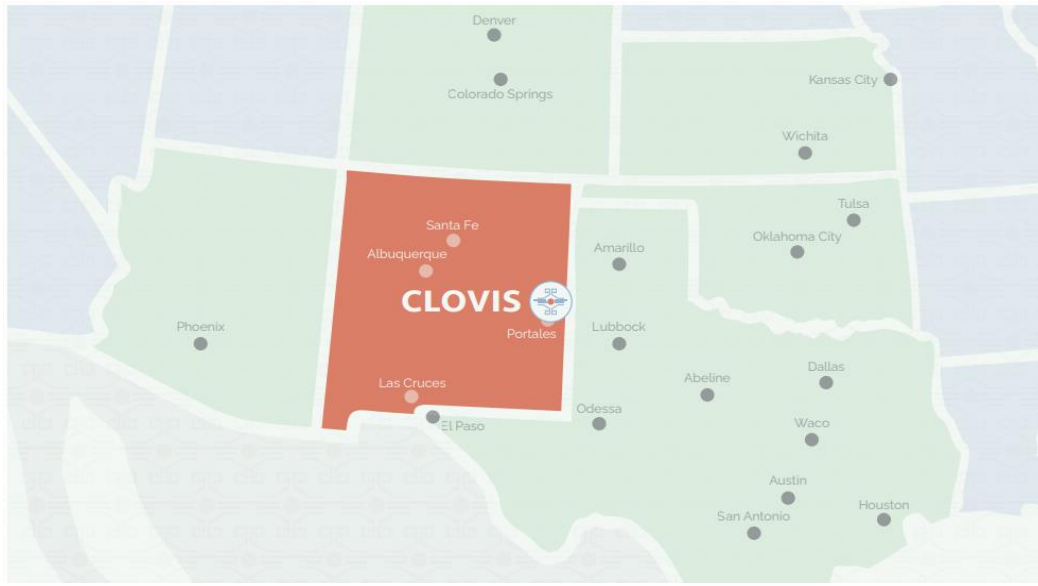 Denver
Colorado Springs
Kansas City
Wichita
Tulsa
Santa Fe
Oklahoma City
Amarillo
Albuquerque
CLOVIS
Phoenix
Portales
Lubbock
Las Cruces
Abeline
Dallas
El Paso
Odessa
Waco
Austin
San Antonio
Houston